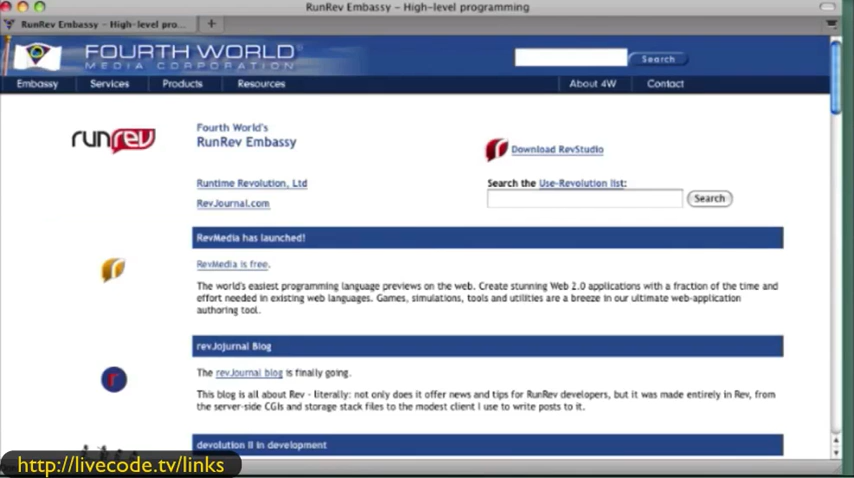 RunRev Embassy – High-level programming
RunRev Embassy – High-level pro...
FOURTH WORLD
MEDIA CORPORATION
Search
Embassy Services Products Resources About 4W Contact
runrev
Fourth World's
RunRev Embassy
Download RevStudio
Runtime Revolution, Ltd
Search the Use-Revolution list:
RevJournal.com
Search
RevMedia has launched!
RevMedia is free.
The world's easiest programming language previews on the web. Create stunning Web 2.0 applications with a fraction of the time and
effort needed in existing web languages. Games, simulations, tools and utilities are a breeze in our ultimate web-application
authoring tool.
revJojurnal Blog
The revJournal blog is finally going.
r
This blog is all about Rev - literally: not only does it offer news and tips for RunRev developers, but it was made entirely in Rev, from
the server-side CGIs and storage stack files to the modest client I use to write posts to it.
devolution II in development
http://livecode.tv/links